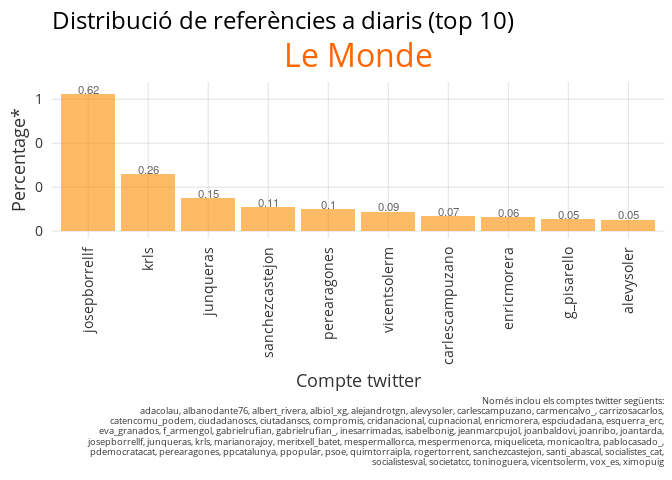 Distribució de referències a diaris (top 10)
Le Monde
Percentage*
1
0
0
0
0.62
0.26
0.15
0.11
0.1
0.09
0.07
0.06
0.05
0.05
josepborrellf
krls
junqueras
sanchezcastejon
perearagones
vicentsolerm
carlescampuzano
enricmorera
g_pisarello
alevysoler
Compte twitter
Només inclou els comptes twitter següents:
adacolau, albanodante76, albert_rivera, albiol_xg, alejandrotgn, alevysoler, carlescampuzano, carmencalvo_, carrizosacarlos,
catencomu_podem, ciudadanoscs, ciutadanscs, compromis, cridanacional, cupnacional, enricmorera, espciudadana, esquerra_erc,
eva_granados, f_armengol, gabrielrufian, gabrielrufian_, inesarrimadas, isabelbonig, jeanmarcpujol, joanbaldovi, joanribo, joantarda,
josepborrellf, junqueras, krls, marianorajoy, meritxell_batet, mespermallorca, mespermenorca, miqueliceta, monicaoltra, pablocasado_,
pdemocratacat, perearagones, ppcatalunya, ppopular, psoe, quimtorraipla, rogertorrent, sanchezcastejon, santi_abascal, socialistes_cat,
socialistesval, societatcc, toninoguera, vicentsolerm, vox_es, ximopuig